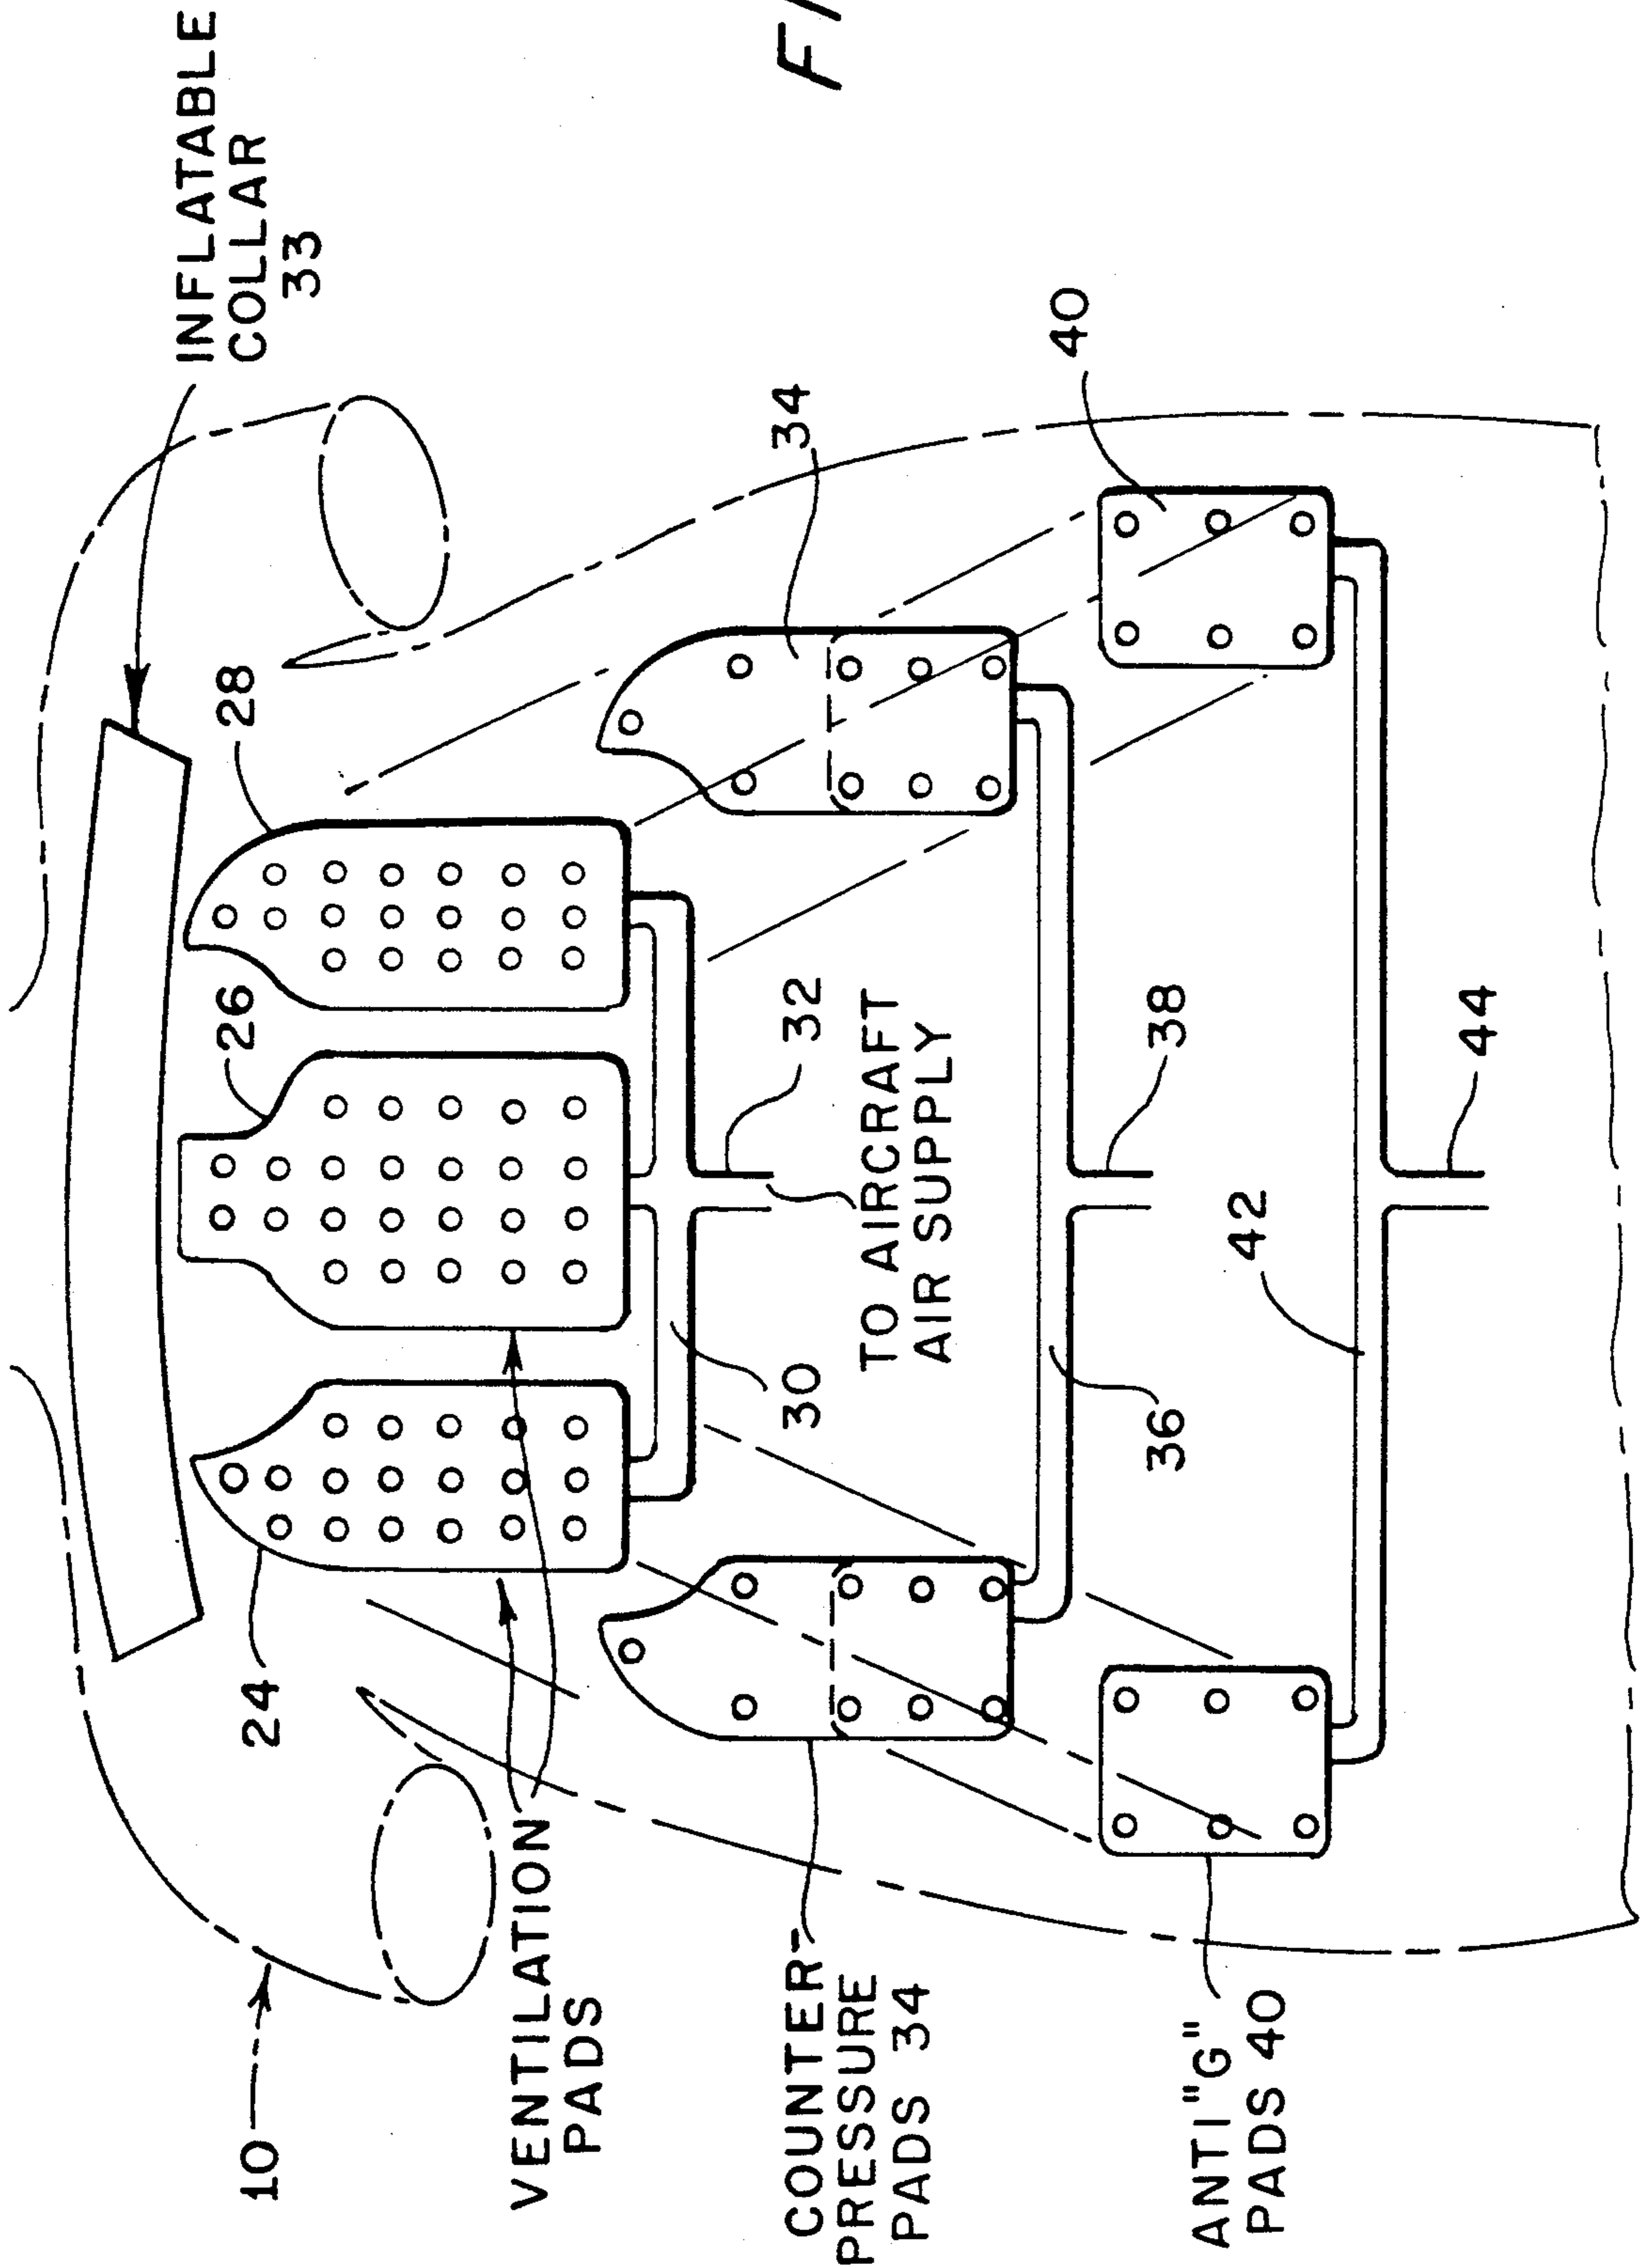 INFLATABLE
COLLAR
33
10
24
26
28
VENTILATION
PADS
30
32
TO AIRCRAFT
AIR SUPPLY
34
COUNTER-
PRESSURE
PADS 34
36
38
40
ANTI "G"
PADS 40
42
44